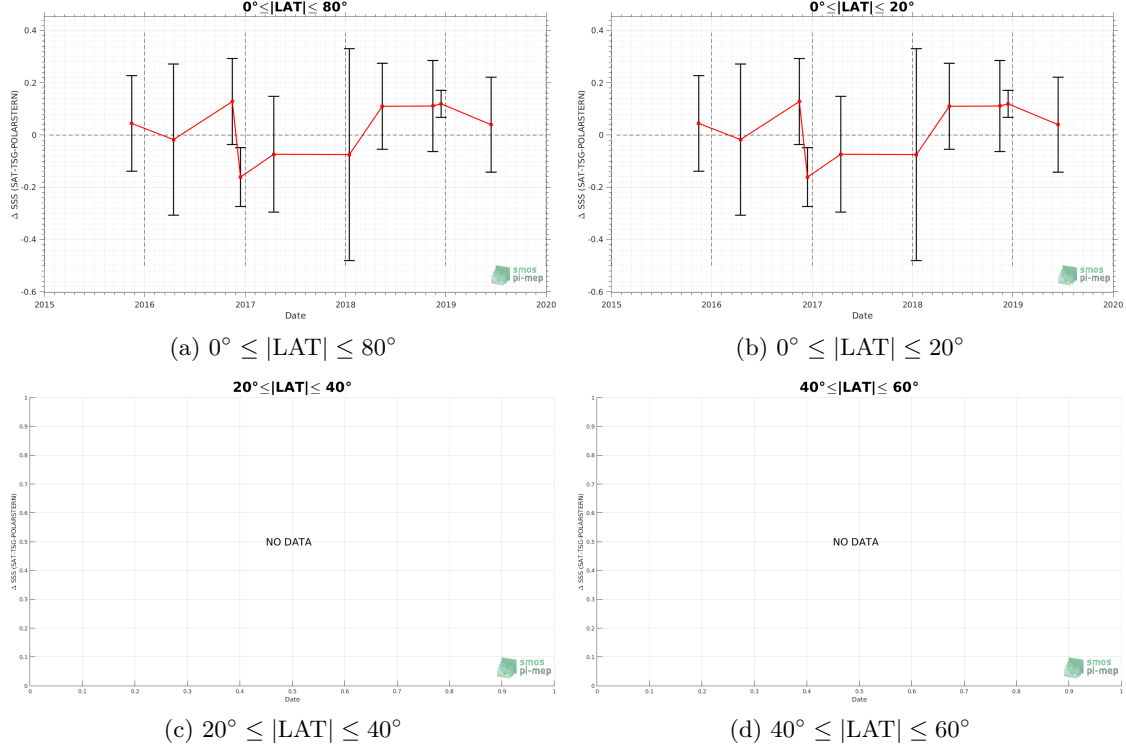 0°≤|LAT|≤ 80°
0°≤|LAT|≤ 20°
Δ SSS (SAT-TSG-POLARSTERN)
0.4
0.2
0
-0.2
-0.4
-0.6
2015
2016
2017
2018
2019
2020
Date
smos
pi-mep
Δ SSS (SAT-TSG-POLARSTERN)
0.4
0.2
0
-0.2
-0.4
-0.6
2015
2016
2017
2018
2019
2020
Date
smos
pi-mep
(a) 0° ≤ |LAT| ≤ 80°
(b) 0° ≤ |LAT| ≤ 20°
20°≤|LAT|≤ 40°
40°≤|LAT|≤ 60°
Δ SSS (SAT-TSG-POLARSTERN)
1
0.9
0.8
0.7
0.6
0.5
0.4
0.3
0.2
0.1
0
NO DATA
smos
pi-mep
0
0.1
0.2
0.3
0.4
0.5
0.6
0.7
0.8
0.9
1
Date
Δ SSS (SAT-TSG-POLARSTERN)
1
0.9
0.8
0.7
0.6
0.5
0.4
0.3
0.2
0.1
0
NO DATA
smos
pi-mep
0
0.1
0.2
0.3
0.4
0.5
0.6
0.7
0.8
0.9
1
Date
(c) 20° ≤ |LAT| ≤ 40°
(d) 40° ≤ |LAT| ≤ 60°